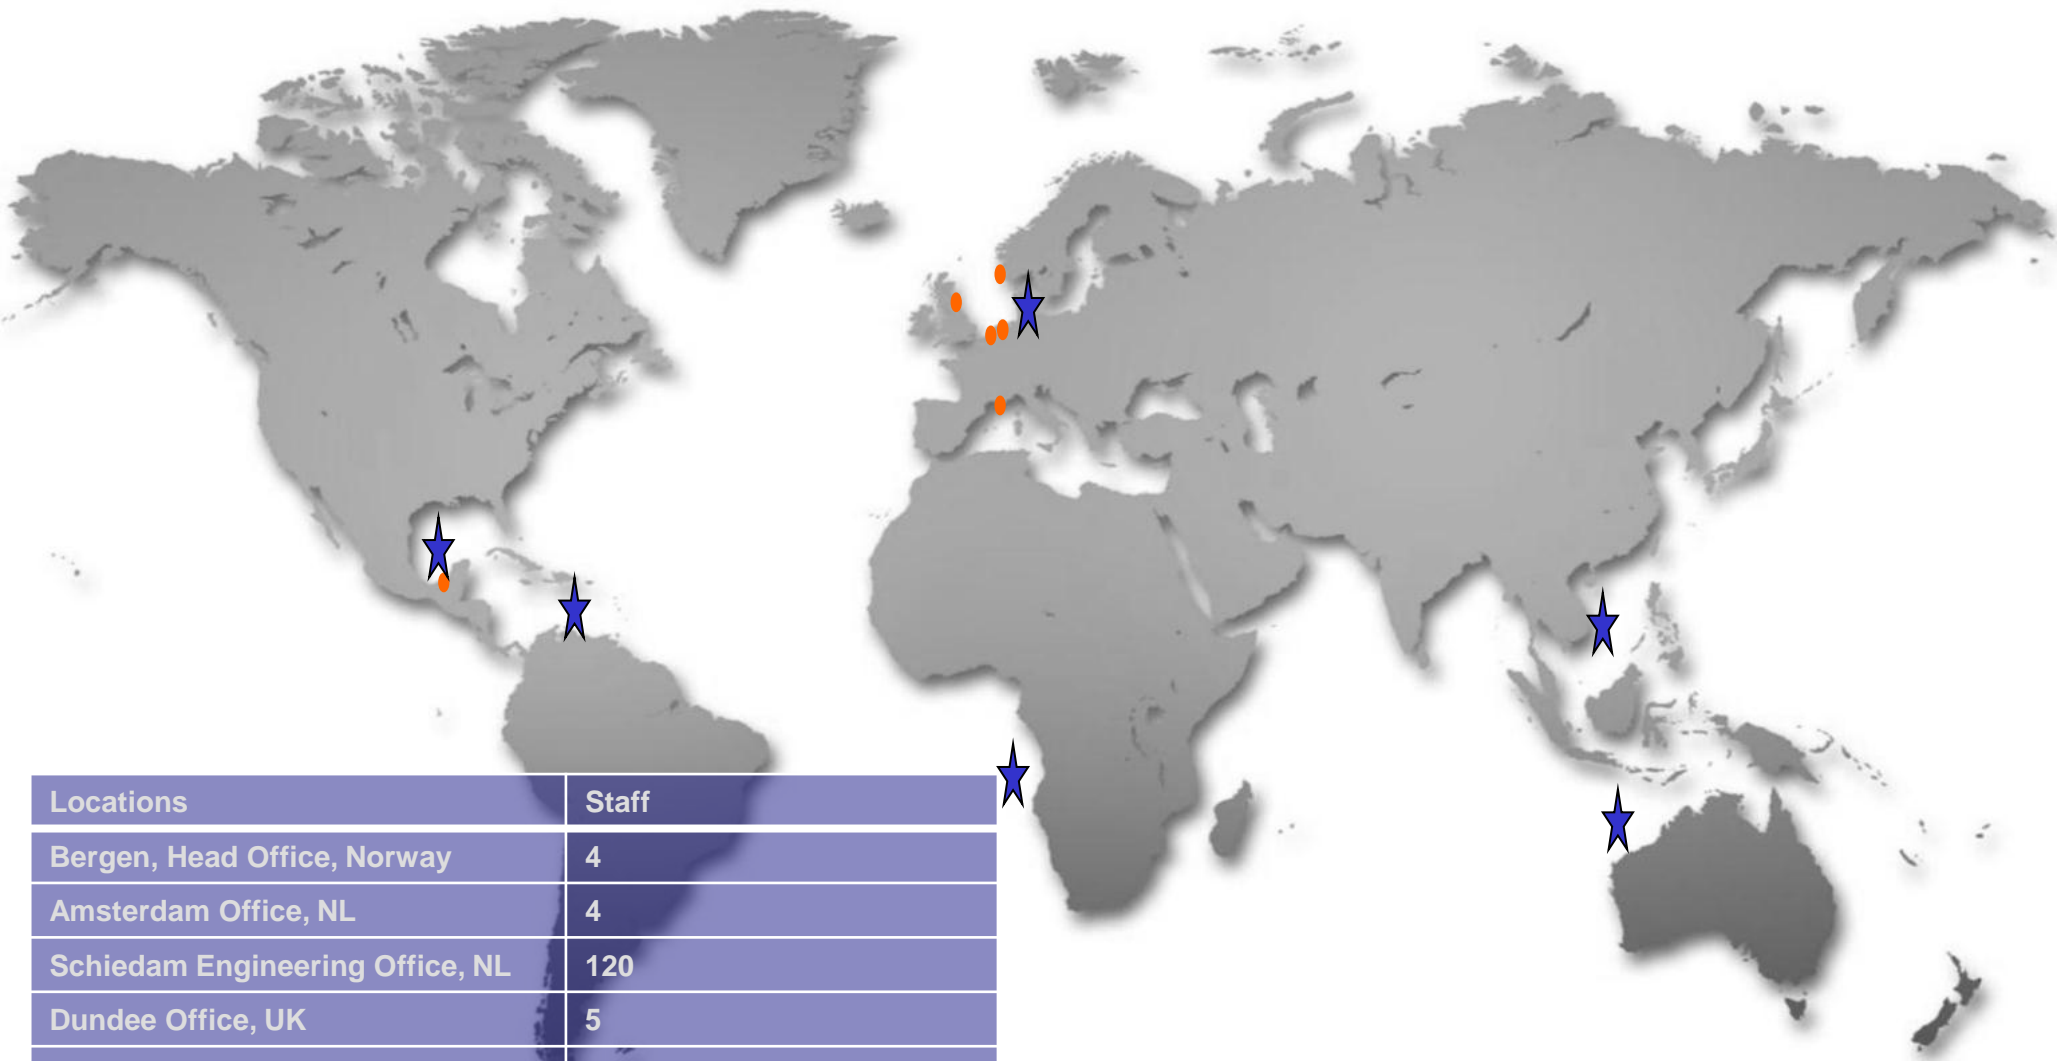 Locations Staff
Bergen, Head Office, Norway 4
Amsterdam Office, NL 4
Schiedam Engineering Office, NL 120
Dundee Office, UK 5